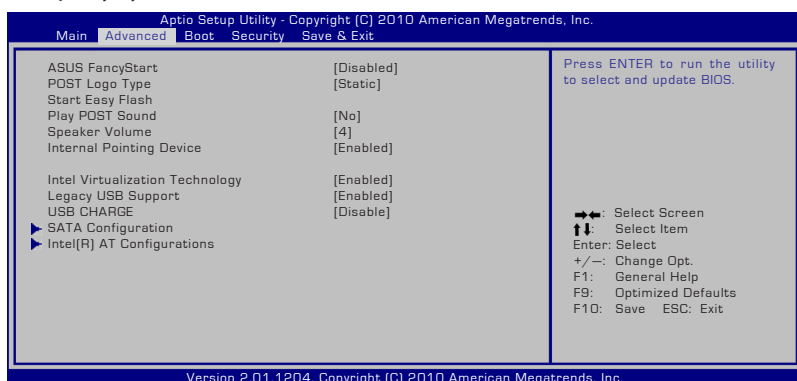 Aptio Setup Utility - Copyright (C) 2010 American Megatrends, Inc.
Main Advanced Boot Security Save & Exit
ASUS FancyStart [Disabled]
POST Logo Type [Static]
Start Easy Flash
Play POST Sound [No]
Speaker Volume [4]
Internal Pointing Device [Enabled]
Intel Virtualization Technology [Enabled]
Legacy USB Support [Enabled]
USB CHARGE [Disable]
SATA Configuration
Intel(R) AT Configurations
Press ENTER to run the utility
to select and update BIOS.
→←: Select Screen
↑↓: Select Item
Enter: Select
+/—: Change Opt.
F1: General Help
F9: Optimized Defaults
F10: Save ESC: Exit
Version 2.01.1204. Copyright (C) 2010 American Megatrends, Inc.